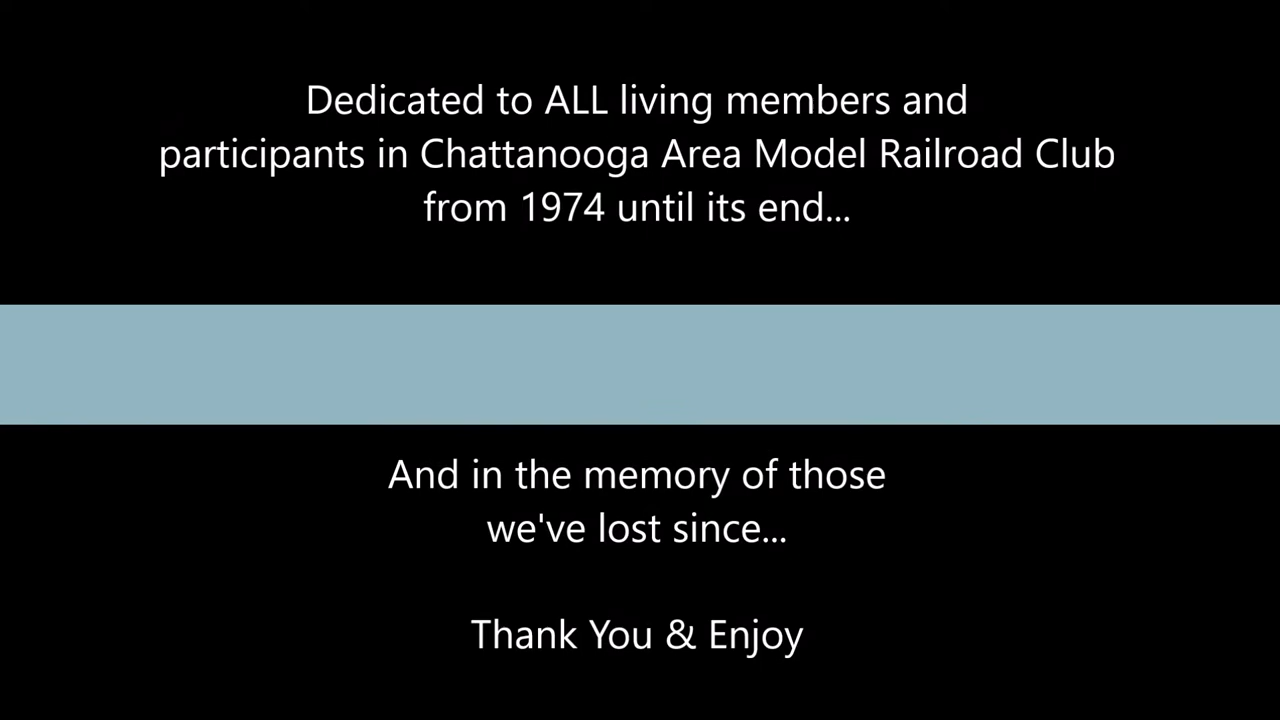 Dedicated to ALL living members and
participants in Chattanooga Area Model Railroad Club
from 1974 until its end...
And in the memory of those
we've lost since...
Thank You & Enjoy